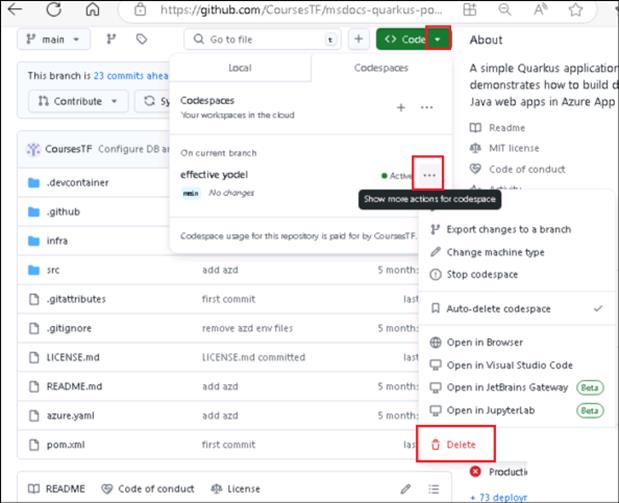 https://github.com/CoursesTF/msdocs-quarkus-po...
main
Go to file
t
Code
About
This branch is 23 commits ahea
Contribute
Sy
Local
Codespaces
Codespaces
Your workspaces in the cloud
On current branch
effective yodel
Active
main
No changes
Show more actions for codespace
Codespace usage for this repository is paid for by CoursesTF.
A simple Quarkus application
demonstrates how to build d
Java web apps in Azure App
Readme
MIT license
Code of conduct
Activity
CoursesTF Configure DB an
.devcontainer
.github
infra
src add azd 5 months
.gitattributes first commit last
.gitignore remove azd env files 5 months
LICENSE.md LICENSE.md committed last
README.md add azd 5 months
azure.yaml add azd 5 months
pom.xml first commit last
Export changes to a branch
Change machine type
Stop codespace
Auto-delete codespace
Open in Browser
Open in Visual Studio Code
Open in JetBrains Gateway Beta
Open in JupyterLab Beta
Delete
Producti
+ 73 deployr
README Code of conduct License